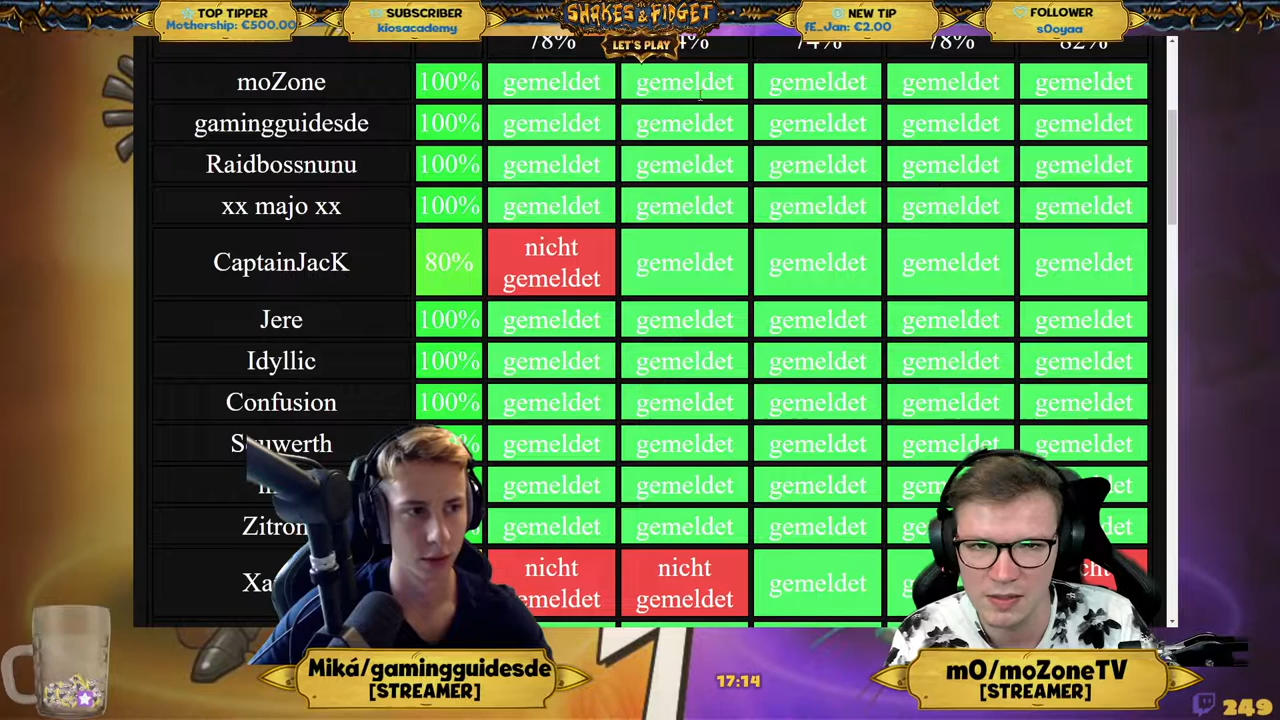 TOP TIPPER
Mothership: €500.00
SUBSCRIBER
kiosacademy
SHAKES & FIDGET
LET'S PLAY
NEW TIP
fE_Jan: €2.00
FOLLOWER
s0oyaa
78% 4% 74% 78% 82%
moZone 100% gemeldet gemeldet gemeldet gemeldet gemeldet
gamingguidesde 100% gemeldet gemeldet gemeldet gemeldet gemeldet
Raidbossnunu 100% gemeldet gemeldet gemeldet gemeldet gemeldet
xx majo xx 100% gemeldet gemeldet gemeldet gemeldet gemeldet
CaptainJacK 80% nicht gemeldet gemeldet gemeldet gemeldet gemeldet
Jere 100% gemeldet gemeldet gemeldet gemeldet gemeldet
Idyllic 100% gemeldet gemeldet gemeldet gemeldet gemeldet
Confusion 100% gemeldet gemeldet gemeldet gemeldet gemeldet
gemeldet gemeldet gemeldet gemeldet gemeldet
gemeldet gemeldet gemeldet
gemeldet gemeldet gemeldet
nicht nicht gemeldet
gemeldet
Miká/gamingguidesde
[STREAMER]
17:14
mO/moZoneTV
[STREAMER]
249